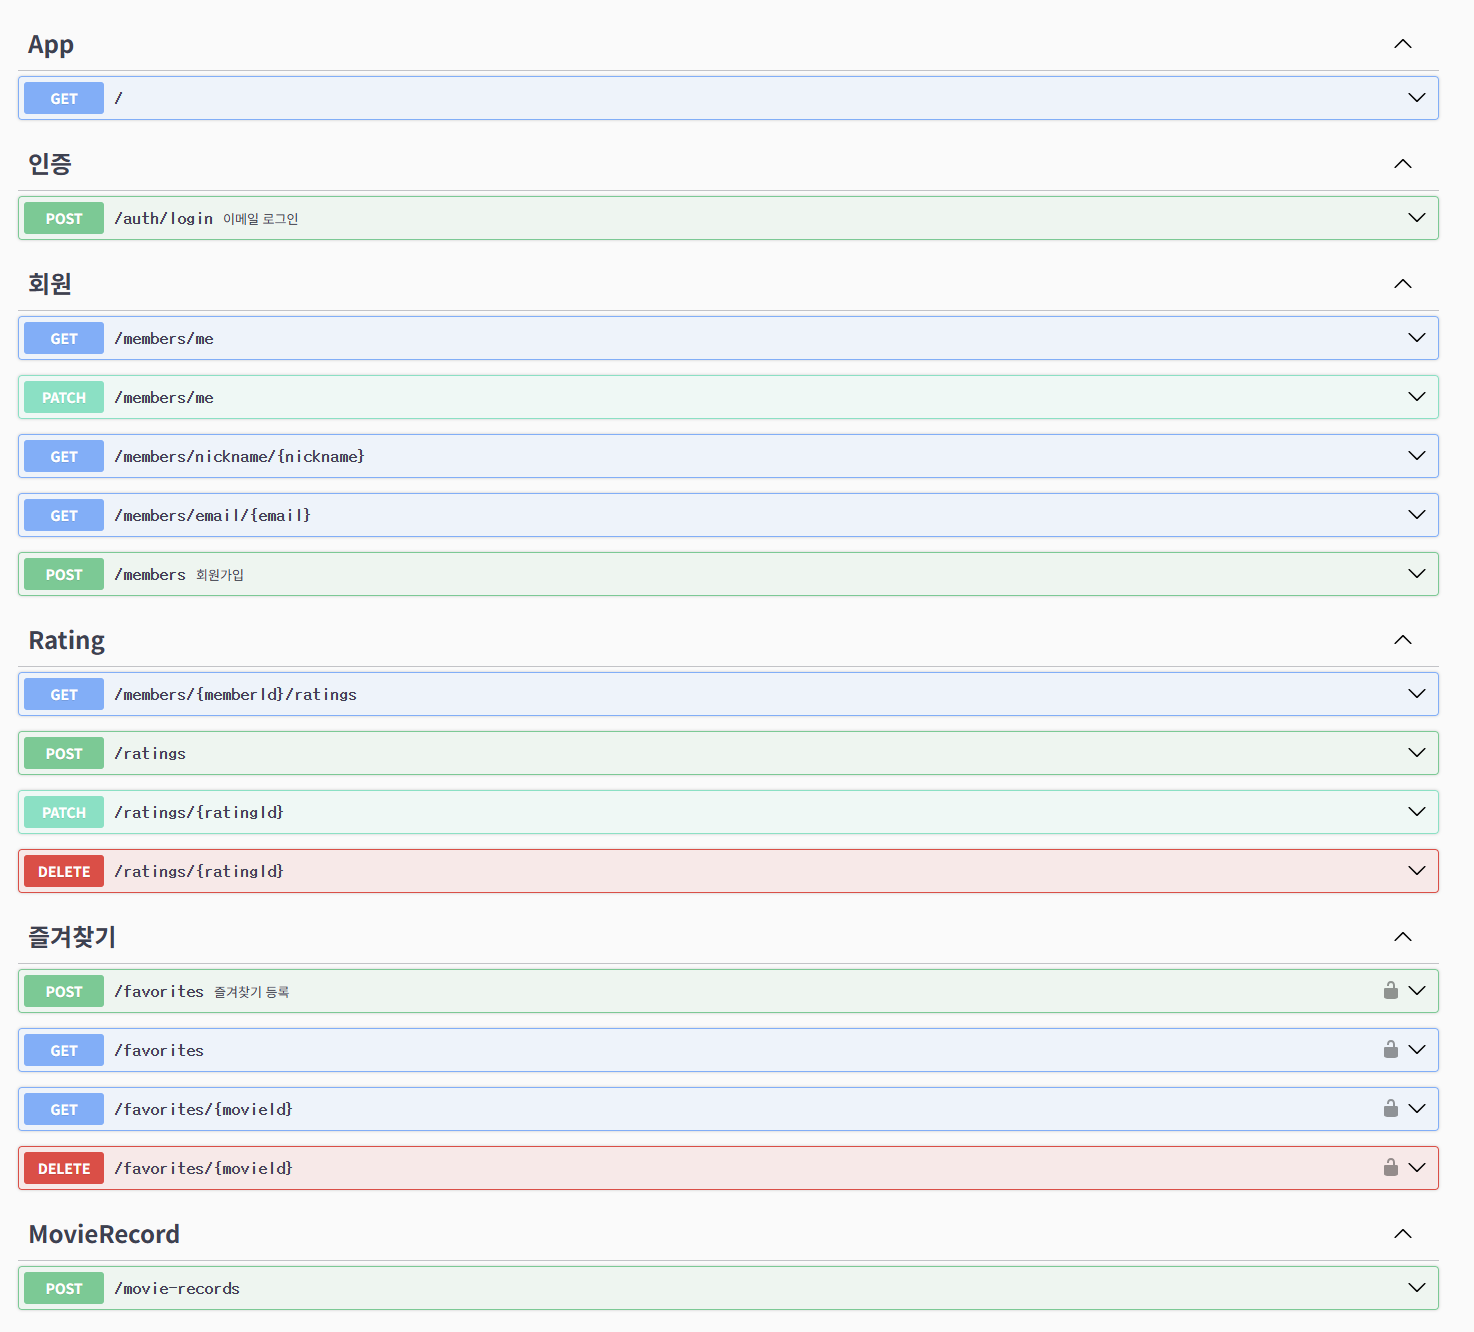 App
GET /
인증
POST /auth/login 이메일 로그인
회원
GET /members/me
PATCH /members/me
GET /members/nickname/{nickname}
GET /members/email/{email}
POST /members 회원가입
Rating
GET /members/{memberId}/ratings
POST /ratings
PATCH /ratings/{ratingId}
DELETE /ratings/{ratingId}
즐겨찾기
POST /favorites 즐겨찾기 등록
GET /favorites
GET /favorites/{movieId}
DELETE /favorites/{movieId}
MovieRecord
POST /movie-records